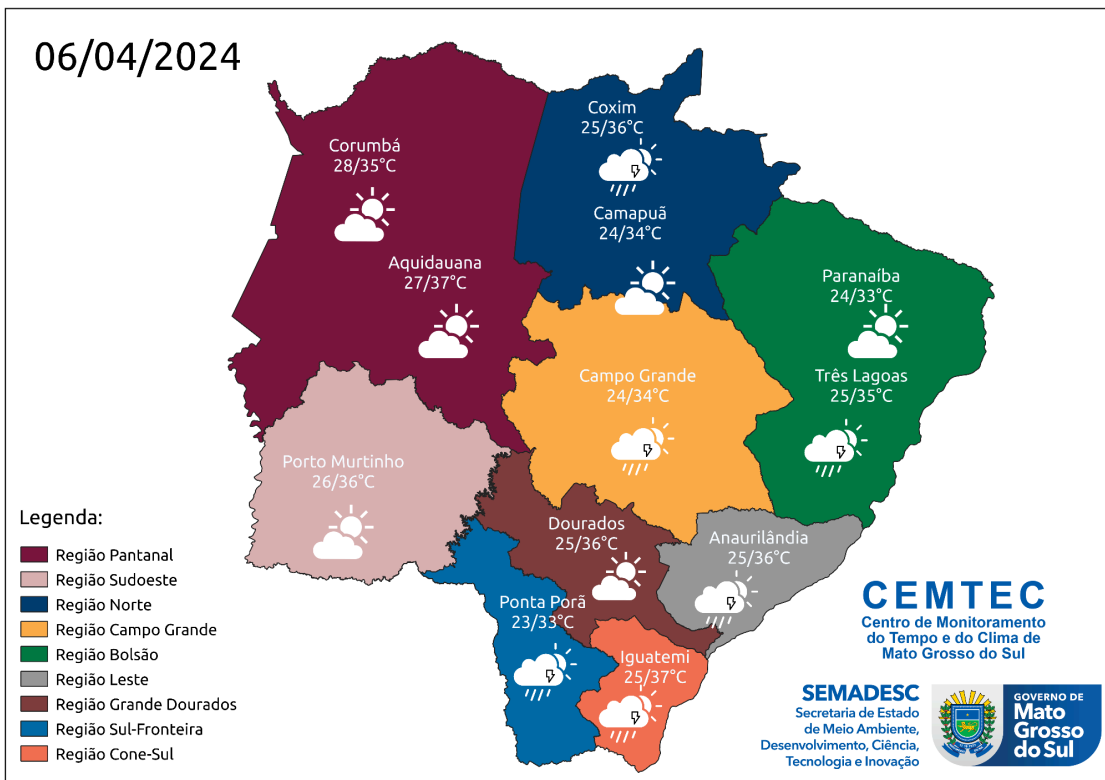 06/04/2024
Coxim
25/36°C
Corumbá
28/35°C
Camapuã
24/34°C
Aquidauana
27/37°C
Paranaíba
24/33°C
Campo Grande
24/34°C
Três Lagoas
25/35°C
Porto Murtinho
26/36°C
Dourados
25/36°C
Anaurilândia
25/36°C
Ponta Porã
23/33°C
Iguatemi
25/37°C
Legenda:
Região Pantanal
Região Sudoeste
Região Norte
Região Campo Grande
Região Bolsão
Região Leste
Região Grande Dourados
Região Sul-Fronteira
Região Cone-Sul
CEMTEC
Centro de Monitoramento
do Tempo e do Clima de
Mato Grosso do Sul
SEMADESC
Secretaria de Estado
de Meio Ambiente,
Desenvolvimento, Ciência,
Tecnologia e Inovação
GOVERNO DE
Mato
Grosso
do Sul